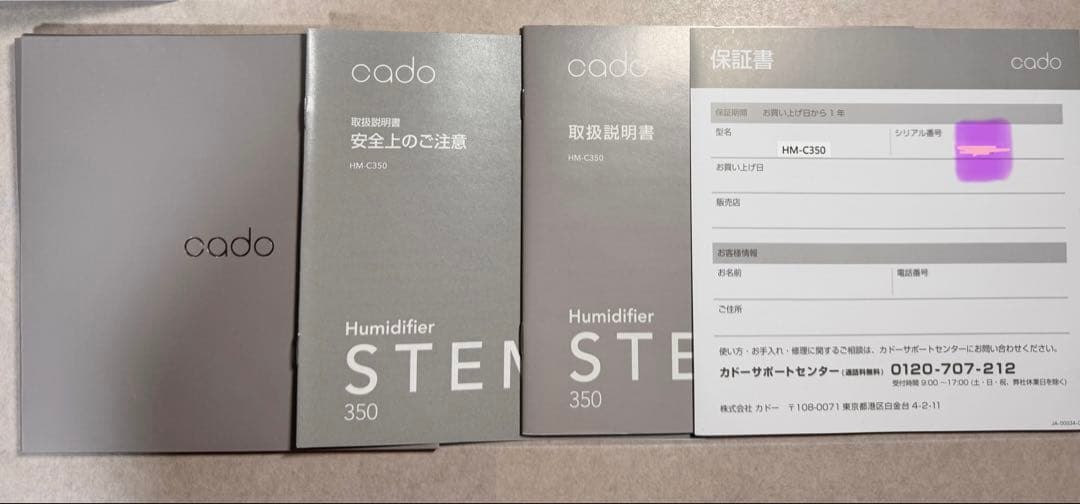 cado
cado
取扱説明書
安全上のご注意
HM-C350
Humidifier
STEM
350
cado
取扱説明書
HM-C350
Humidifier
STE
350
保証書
cado
保証期間 お買い上げ日から1年
型名
HM-C350
シリアル番号
お買い上げ日
販売店
お客様情報
お名前
電話番号
ご住所
使い方・お手入れ・修理に関するご相談は、カドーサポートセンターにお問い合わせください。
カドーサポートセンター(通話料無料) 0120-707-212
受付時間 9:00〜17:00 (土・日・祝、弊社休業日を除く)
株式会社 カドー 〒108-0071 東京都港区白金台 4-2-11